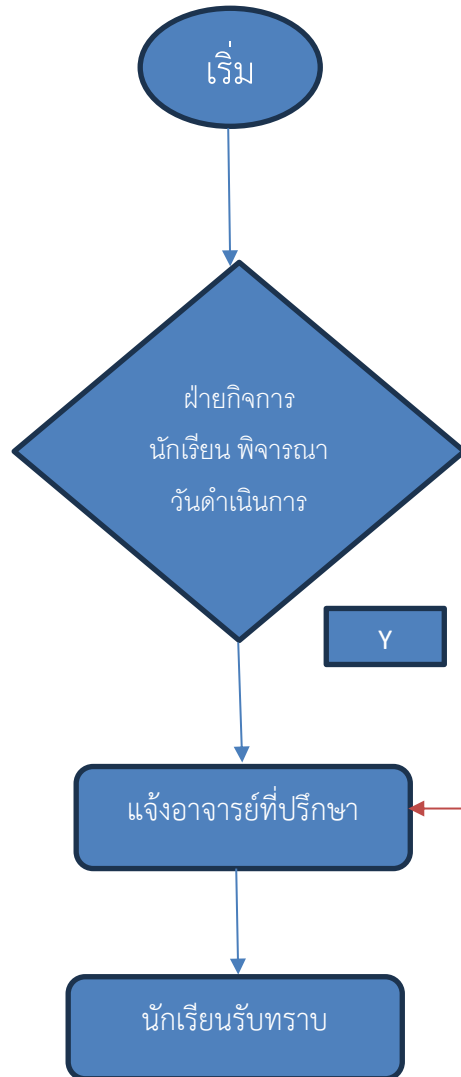 เริ่ม
ฝ่ายกิจการ
นักเรียน พิจารณา
วันดำเนินการ
Y
แจ้งอาจารย์ที่ปรึกษา
นักเรียนรับทราบ